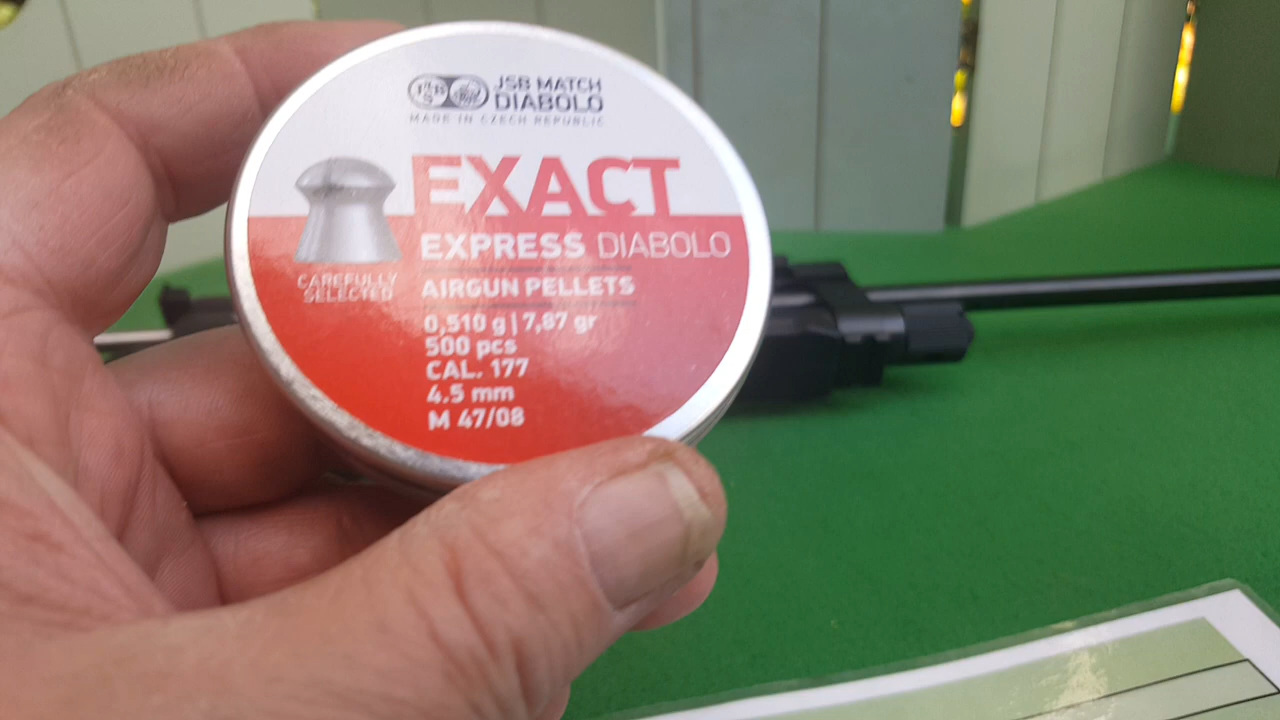 JSB MATCH
DIABOLO
MADE IN CZECH REPUBLIC
EXACT
EXPRESS DIABOLO
AIRGUN PELLETS
CAREFULLY
SELECTED
0,510 g | 7,87 gr
500 pcs
CAL. 177
4.5 mm
M 47/08